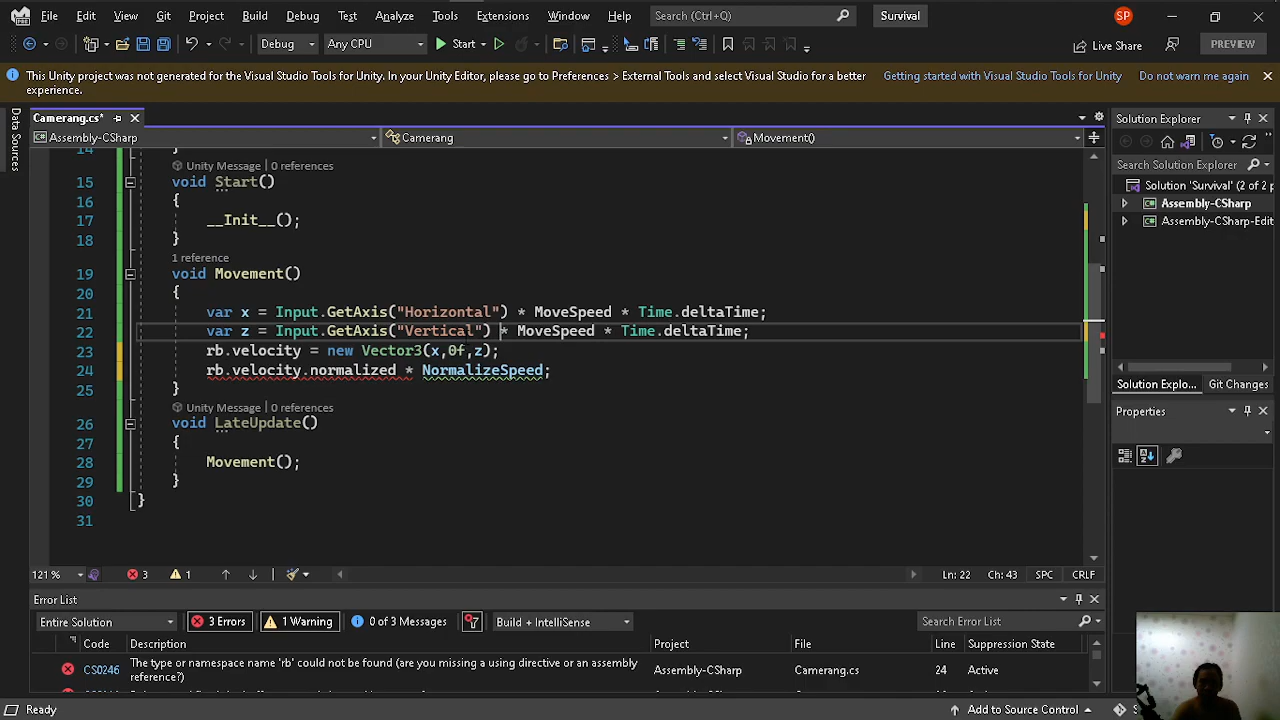 File Edit View Git Project Build Debug Test Analyze Tools Extensions Window Help Search (Ctrl+Q) Survival SP
Debug Any CPU Start Live Share PREVIEW
This Unity project was not generated for the Visual Studio Tools for Unity. In your Unity Editor, please go to Preferences > External Tools and select Visual Studio for a better experience. Getting started with Visual Studio Tools for Unity Do not warn me again
Data Sources
Camerang.cs*
Assembly-CSharp Camerang Movement()
14 }
Unity Message | 0 references
15 void Start()
16 {
17 __Init__();
18 }
1 reference
19 void Movement()
20 {
21 var x = Input.GetAxis("Horizontal") * MoveSpeed * Time.deltaTime;
22 var z = Input.GetAxis("Vertical") * MoveSpeed * Time.deltaTime;
23 rb.velocity = new Vector3(x,0f,z);
24 rb.velocity.normalized * NormalizeSpeed;
25 }
Unity Message | 0 references
26 void LateUpdate()
27 {
28 Movement();
29 }
30 }
31
121 % 3 1 Ln: 22 Ch: 43 SPC CRLF
Error List
Entire Solution 3 Errors 1 Warning 0 of 3 Messages Build + IntelliSense Search Error List
Code Description Project File Line Suppression State
CS0246 The type or namespace name 'rb' could not be found (are you missing a using directive or an assembly reference?) Assembly-CSharp Camerang.cs 24 Active
Ready Add to Source Control
Solution Explorer
Search Solution Explorer
Solution 'Survival' (2 of 2 p
Assembly-CSharp
Assembly-CSharp-Edit
Solution Explo... Git Changes
Properties